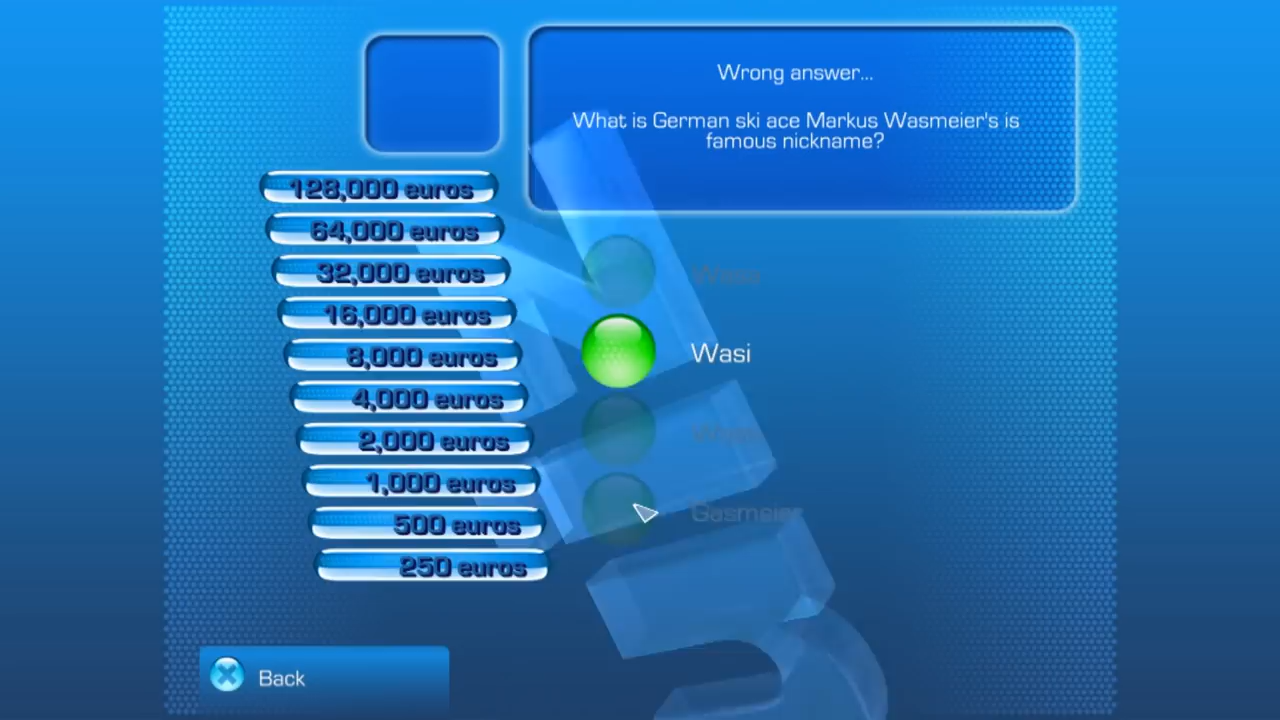 Wrong answer...
What is German ski ace Markus Wasmeier's is
famous nickname?
128,000 euros
64,000 euros
32,000 euros
16,000 euros
8,000 euros
4,000 euros
2,000 euros
1,000 euros
500 euros
250 euros
Wasi
Gasmeier
Back